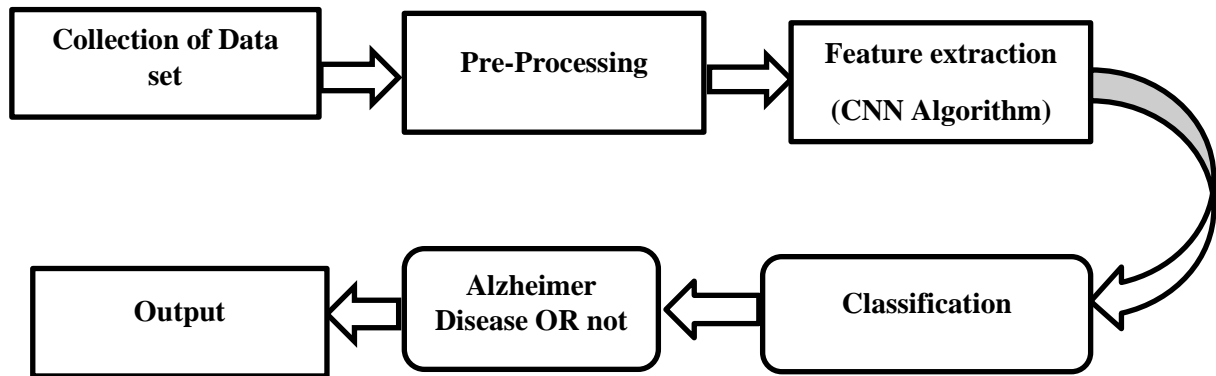 Collection of Data
set
Pre-Processing
Feature extraction
(CNN Algorithm)
Classification
Alzheimer
Disease OR not
Output